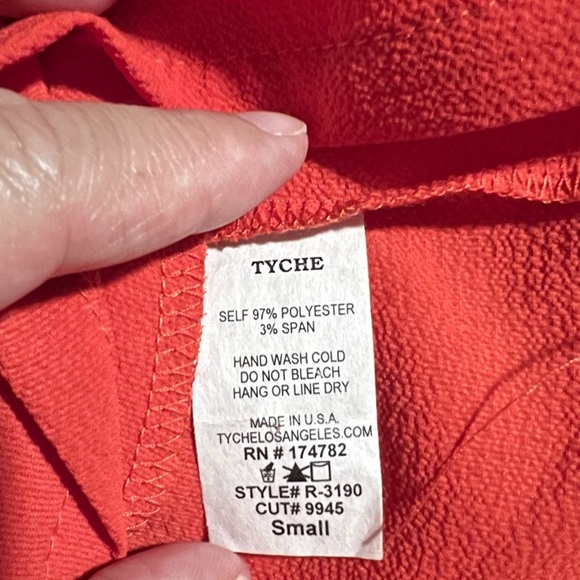 TYCHE
SELF 97% POLYESTER
3% SPAN
HAND WASH COLD
DO NOT BLEACH
HANG OR LINE DRY
MADE IN U.S.A.
TYCHELOSANGELES.COM
RN # 174782
STYLE# R-3190
CUT# 9945
Small